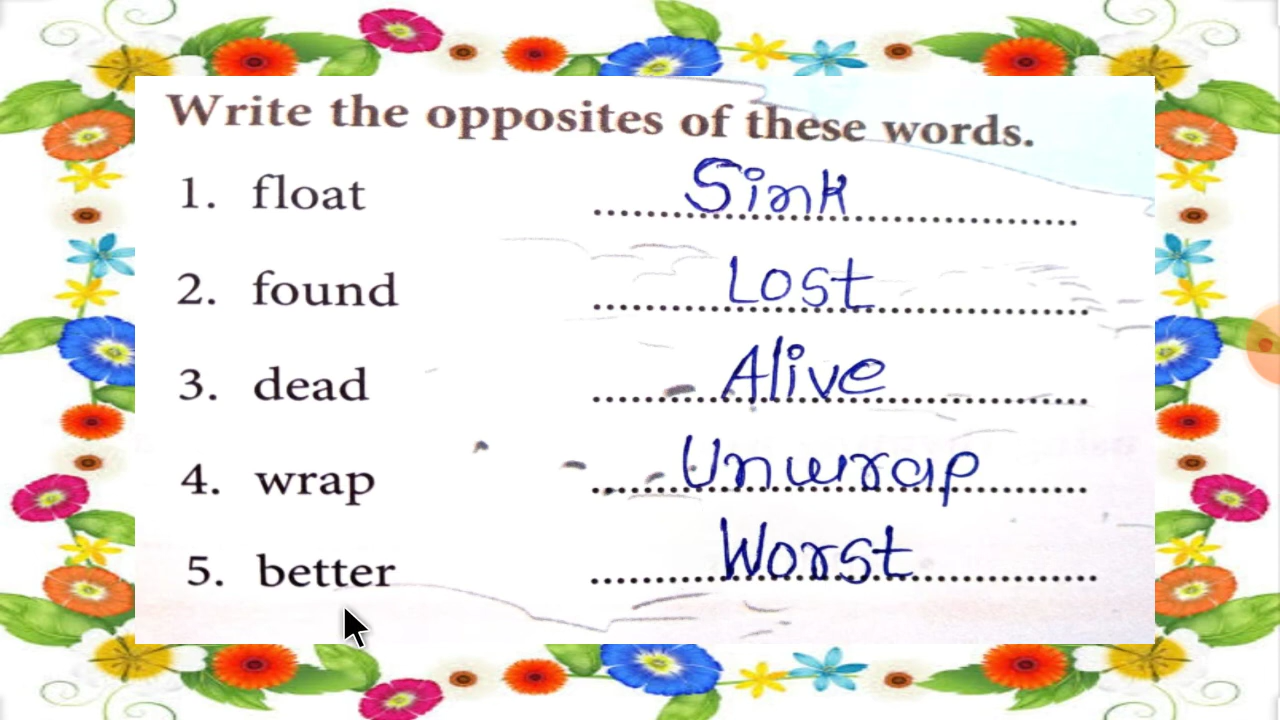 Write the opposites of these words.
1. float Sink
2. found Lost
3. dead Alive
4. wrap Unwrap
5. better Worst